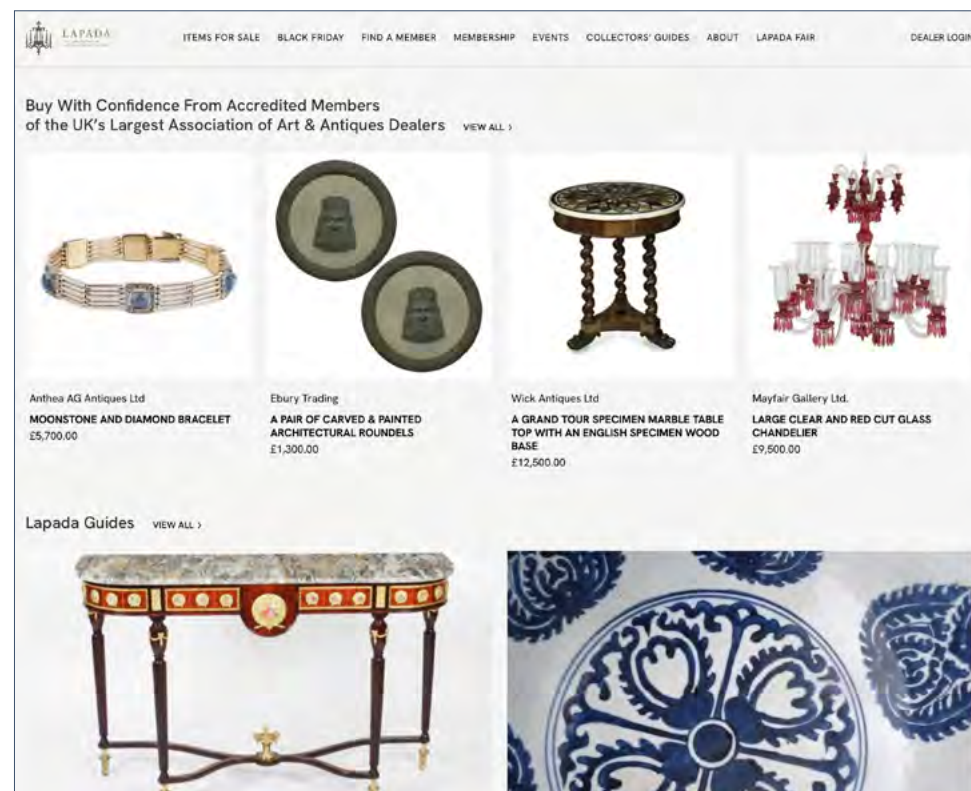 LAPADA
ITEMS FOR SALE BLACK FRIDAY FIND A MEMBER MEMBERSHIP EVENTS COLLECTORS' GUIDES ABOUT LAPADA FAIR DEALER LOGIN
Buy With Confidence From Accredited Members
of the UK's Largest Association of Art & Antiques Dealers VIEW ALL ›
Anthea AG Antiques Ltd
MOONSTONE AND DIAMOND BRACELET
£5,700.00
Ebury Trading
A PAIR OF CARVED & PAINTED
ARCHITECTURAL ROUNDELS
£1,300.00
Wick Antiques Ltd
A GRAND TOUR SPECIMEN MARBLE TABLE
TOP WITH AN ENGLISH SPECIMEN WOOD
BASE
£12,500.00
Mayfair Gallery Ltd.
LARGE CLEAR AND RED CUT GLASS
CHANDELIER
£9,500.00
Lapada Guides VIEW ALL ›